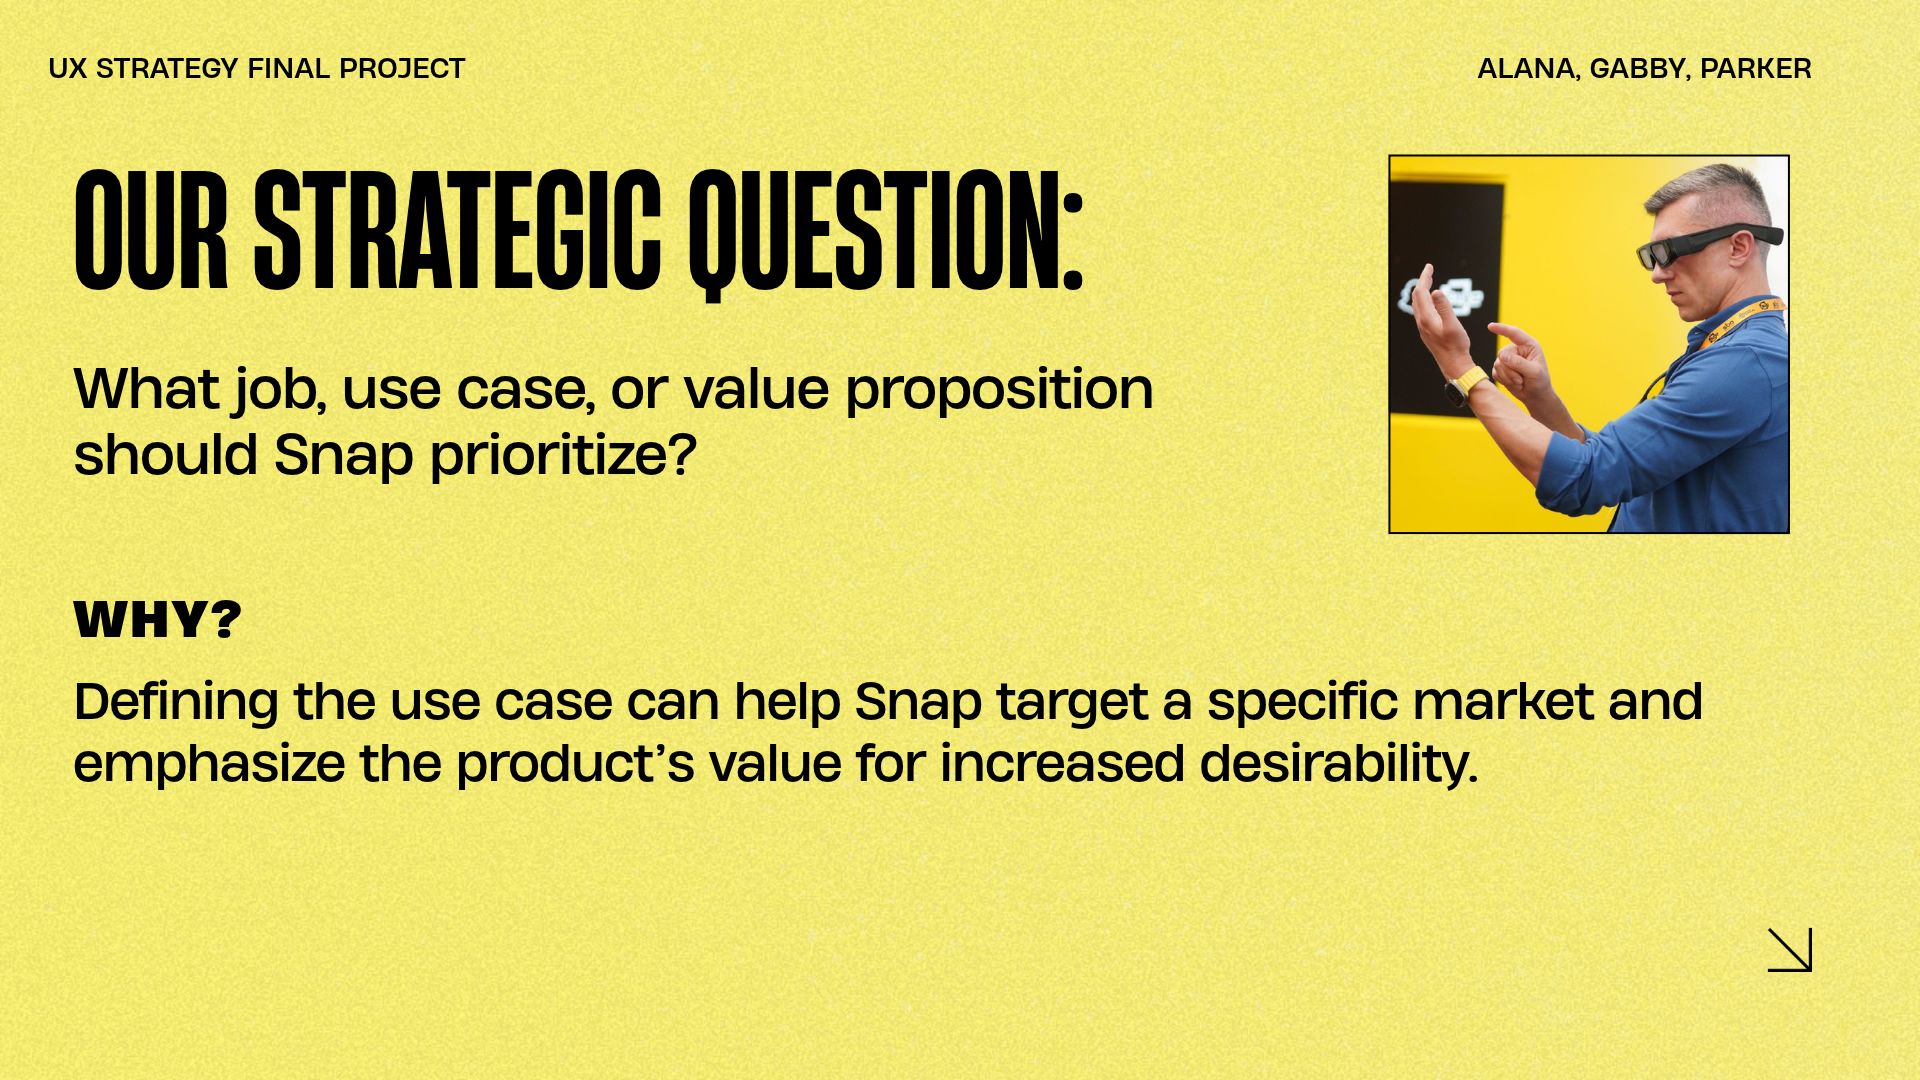 UX STRATEGY FINAL PROJECT
ALANA, GABBY, PARKER
OUR STRATEGIC QUESTION:
What job, use case, or value proposition
should Snap prioritize?
WHY?
Defining the use case can help Snap target a specific market and
emphasize the product’s value for increased desirability.